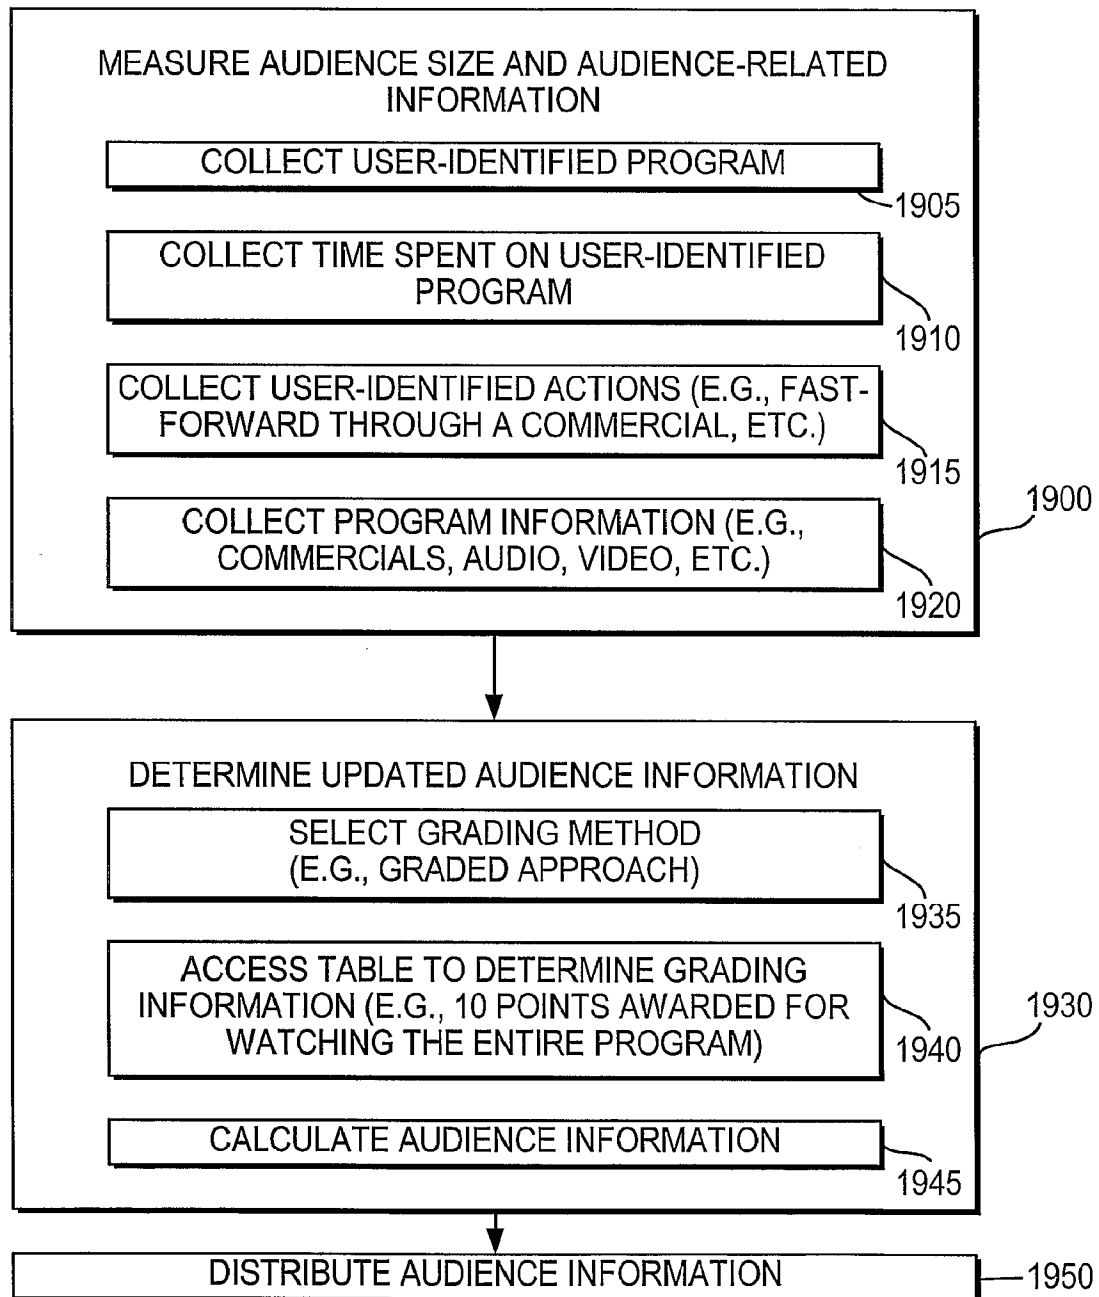 MEASURE AUDIENCE SIZE AND AUDIENCE-RELATED
INFORMATION
COLLECT USER-IDENTIFIED PROGRAM
1905
COLLECT TIME SPENT ON USER-IDENTIFIED
PROGRAM
1910
COLLECT USER-IDENTIFIED ACTIONS (E.G., FAST-
FORWARD THROUGH A COMMERCIAL, ETC.)
1915
1900
COLLECT PROGRAM INFORMATION (E.G.,
COMMERCIALS, AUDIO, VIDEO, ETC.)
1920
DETERMINE UPDATED AUDIENCE INFORMATION
SELECT GRADING METHOD
(E.G., GRADED APPROACH)
1935
ACCESS TABLE TO DETERMINE GRADING
INFORMATION (E.G., 10 POINTS AWARDED FOR
WATCHING THE ENTIRE PROGRAM)
1940
1930
CALCULATE AUDIENCE INFORMATION
1945
DISTRIBUTE AUDIENCE INFORMATION
1950